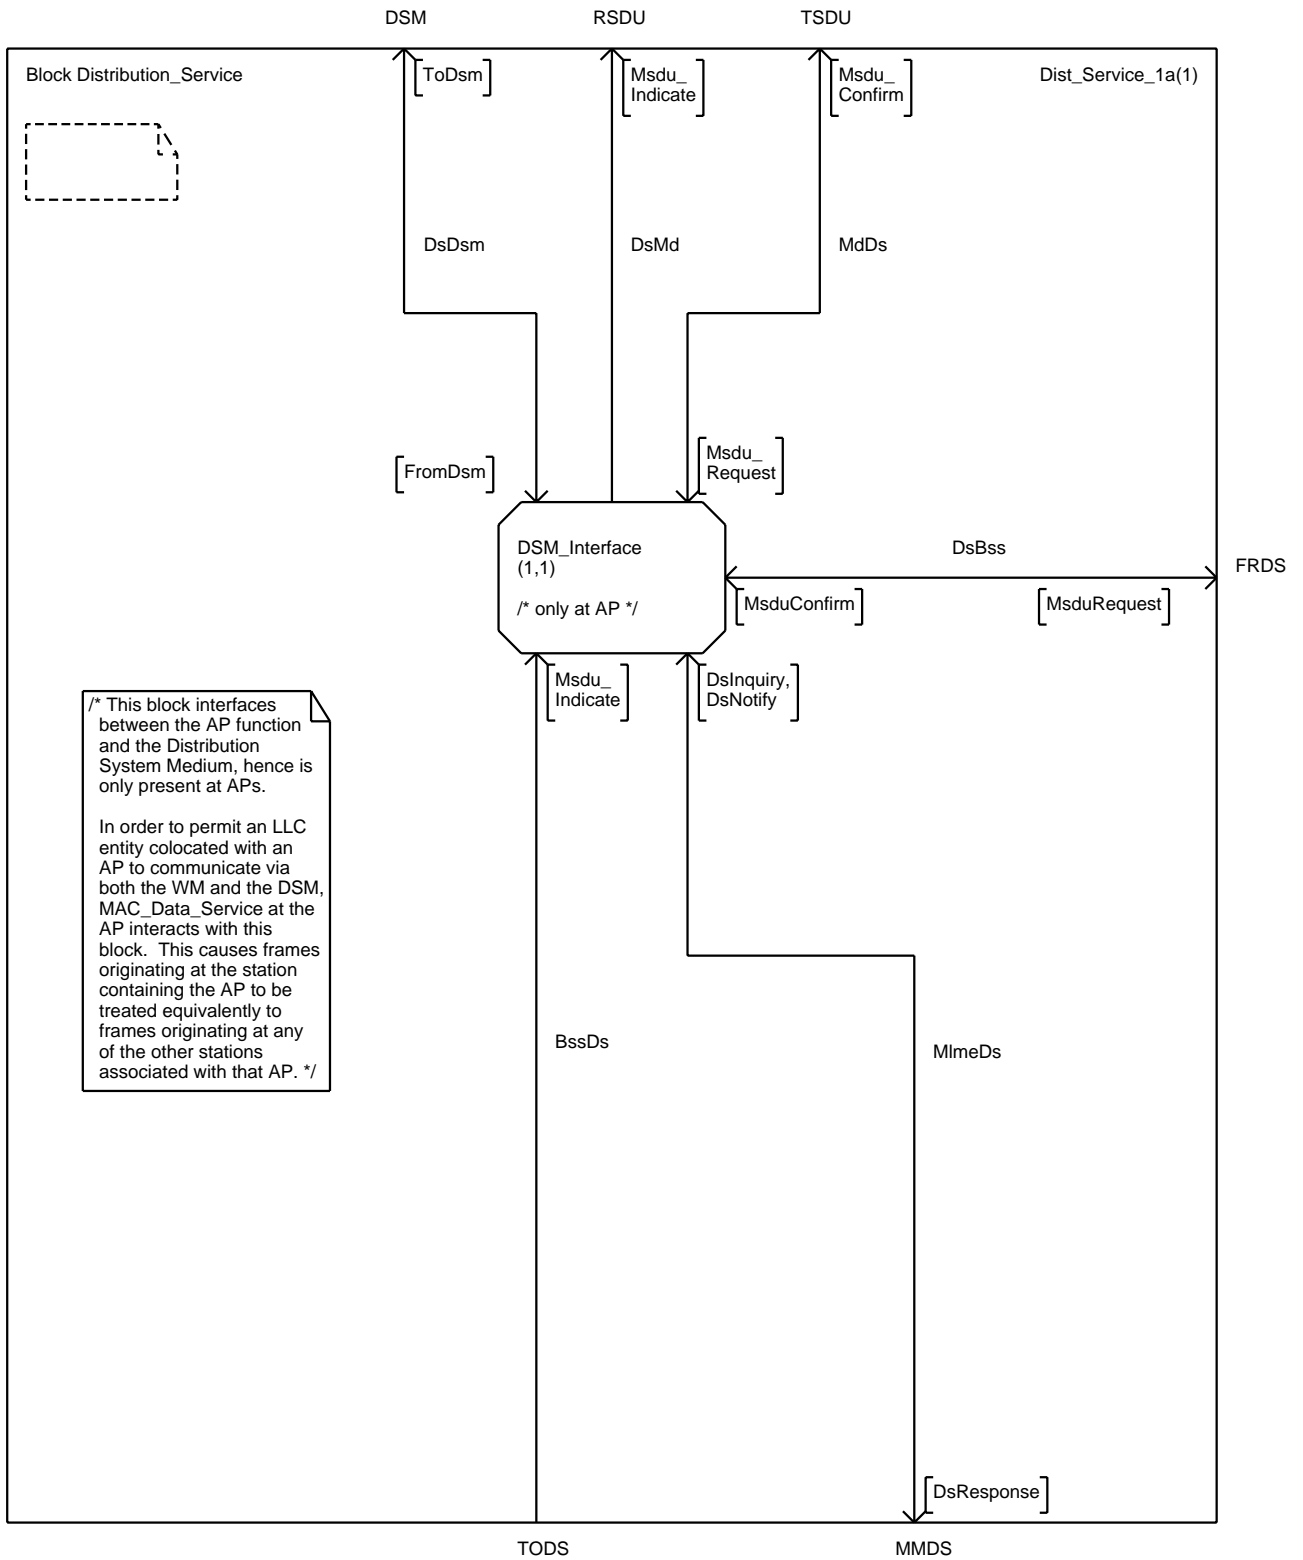 DSM
RSDU
TSDU
Block Distribution_Service
ToDsm
Msdu_
Indicate
Msdu_
Confirm
Dist_Service_1a(1)
DsDsm
DsMd
MdDs
FromDsm
Msdu_
Request
DSM_Interface
(1,1)
/* only at AP */
DsBss
FRDS
MsduConfirm
MsduRequest
Msdu_
Indicate
DsInquiry,
DsNotify
/* This block interfaces
between the AP function
and the Distribution
System Medium, hence is
only present at APs.
In order to permit an LLC
entity colocated with an
AP to communicate via
both the WM and the DSM,
MAC_Data_Service at the
AP interacts with this
block.  This causes frames
originating at the station
containing the AP to be
treated equivalently to
frames originating at any
of the other stations
associated with that AP. */
BssDs
MlmeDs
DsResponse
TODS
MMDS